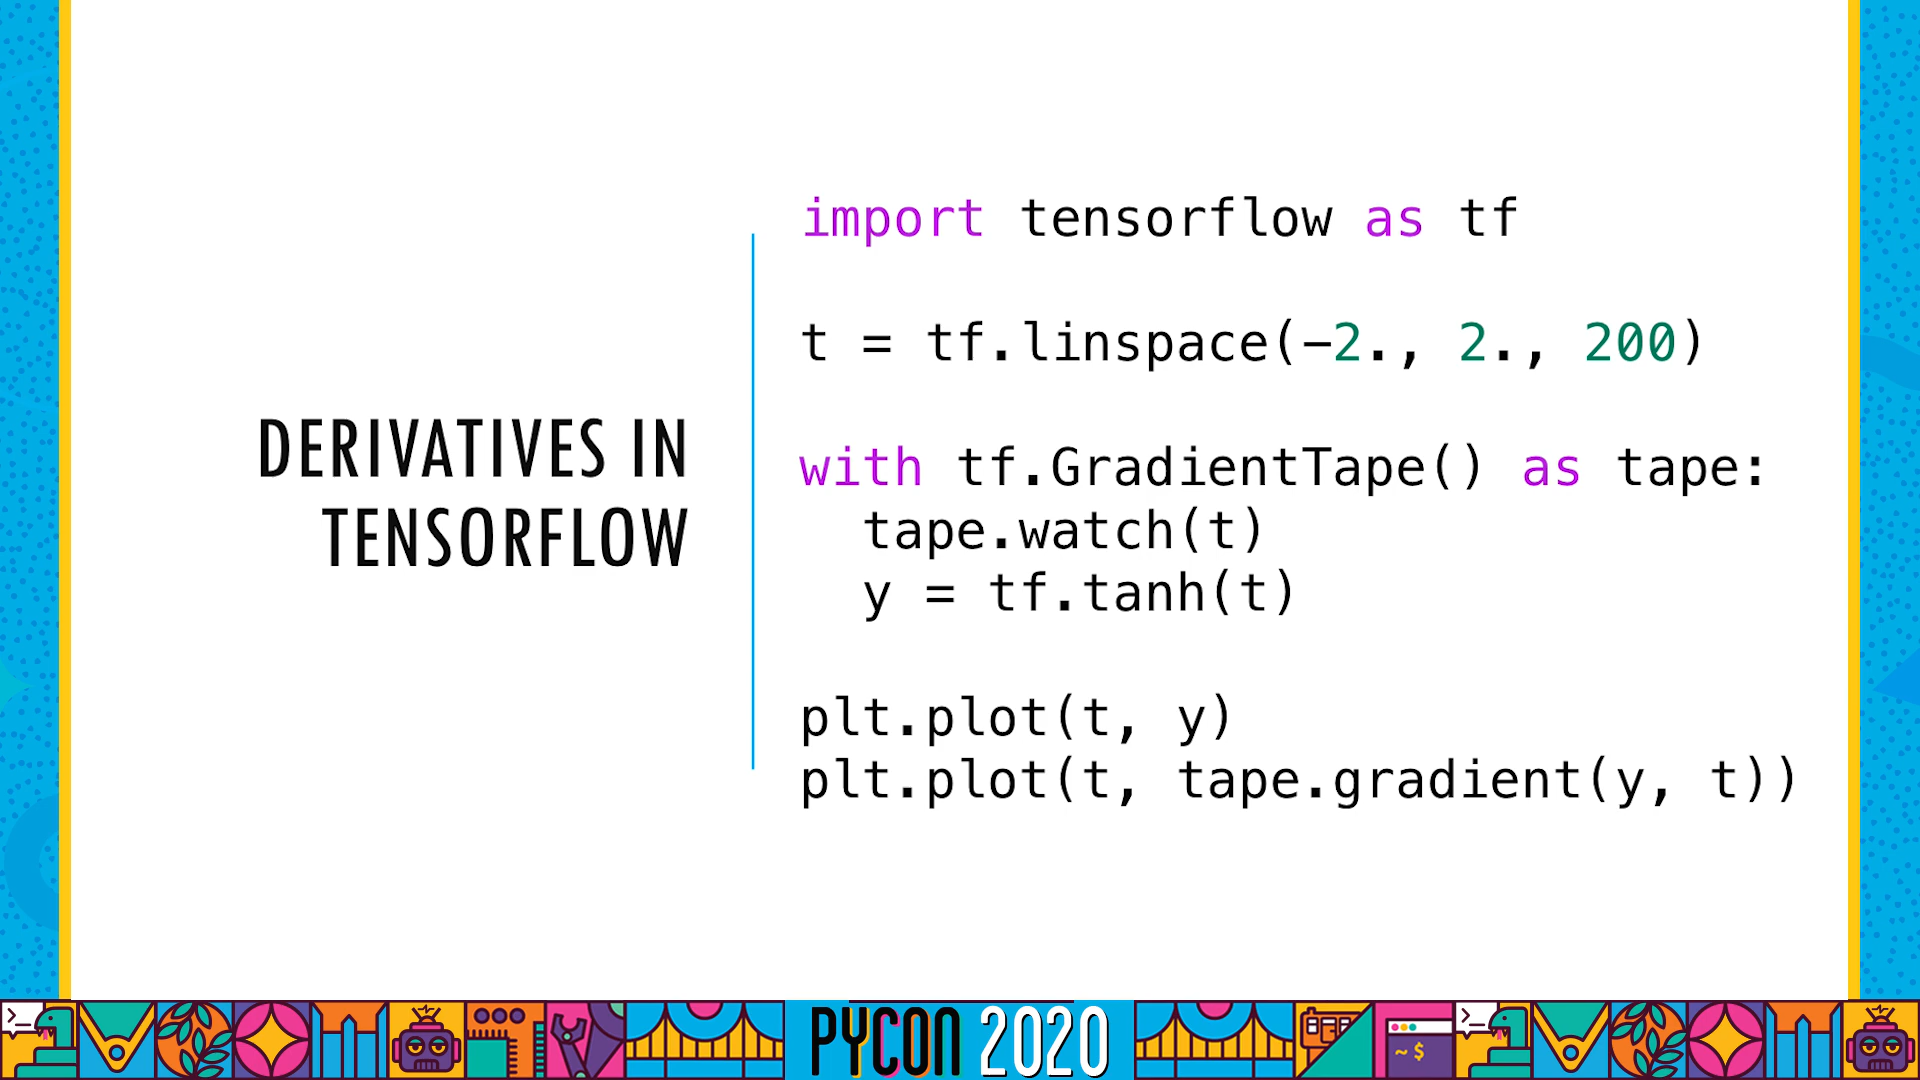 DERIVATIVES IN
TENSORFLOW
import tensorflow as tf
t = tf.linspace(-2., 2., 200)
with tf.GradientTape() as tape:
  tape.watch(t)
  y = tf.tanh(t)
plt.plot(t, y)
plt.plot(t, tape.gradient(y, t))
PYCON 2020
~ $